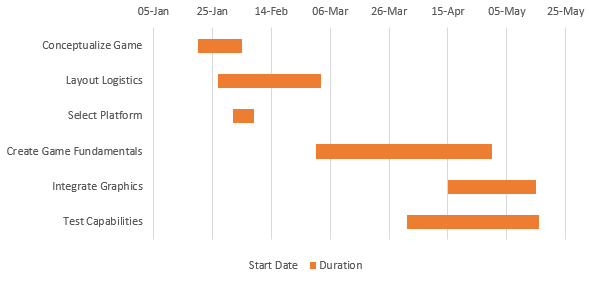 05-Jan 25-Jan 14-Feb 06-Mar 26-Mar 15-Apr 05-May 25-May
Conceptualize Game
Layout Logistics
Select Platform
Create Game Fundamentals
Integrate Graphics
Test Capabilities
Start Date Duration